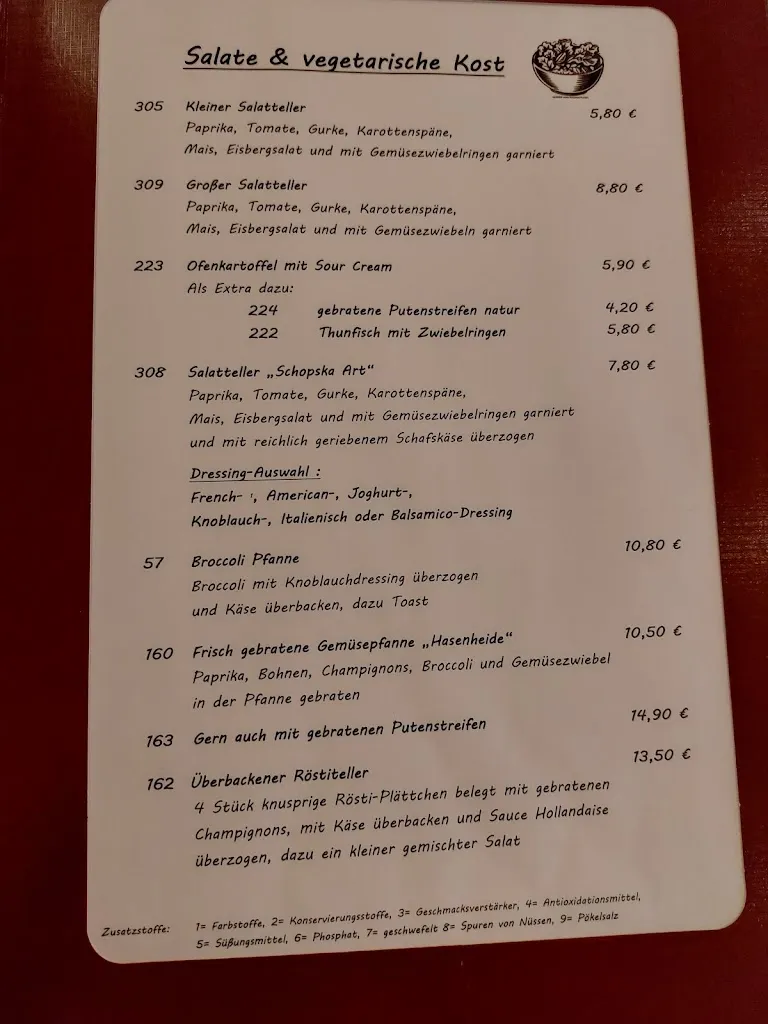 Salate & vegetarische Kost
305 Kleiner Salatteller 5,80 €
Paprika, Tomate, Gurke, Karottenspäne,
Mais, Eisbergsalat und mit Gemüsezwiebelringen garniert
309 Großer Salatteller 8,80 €
Paprika, Tomate, Gurke, Karottenspäne,
Mais, Eisbergsalat und mit Gemüsezwiebeln garniert
223 Ofenkartoffel mit Sour Cream 5,90 €
Als Extra dazu:
224 gebratene Putenstreifen natur 4,20 €
222 Thunfisch mit Zwiebelringen 5,80 €
308 Salatteller „Schopska Art“ 7,80 €
Paprika, Tomate, Gurke, Karottenspäne,
Mais, Eisbergsalat und mit Gemüsezwiebelringen garniert
und mit reichlich geriebenem Schafskäse überzogen
Dressing-Auswahl :
French- ¹, American-, Joghurt-,
Knoblauch-, Italienisch oder Balsamico-Dressing
57 Broccoli Pfanne 10,80 €
Broccoli mit Knoblauchdressing überzogen
und Käse überbacken, dazu Toast
160 Frisch gebratene Gemüsepfanne „Hasenheide“ 10,50 €
Paprika, Bohnen, Champignons, Broccoli und Gemüsezwiebel
in der Pfanne gebraten
163 Gern auch mit gebratenen Putenstreifen 14,90 €
162 Überbackener Röstiteller 13,50 €
4 Stück knusprige Rösti-Plättchen belegt mit gebratenen
Champignons, mit Käse überbacken und Sauce Hollandaise
überzogen, dazu ein kleiner gemischter Salat
Zusatzstoffe: 1= Farbstoffe, 2= Konservierungsstoffe, 3= Geschmacksverstärker, 4= Antioxidationsmittel,
5= Süßungsmittel, 6= Phosphat, 7= geschwefelt 8= Spuren von Nüssen, 9= Pökelsalz